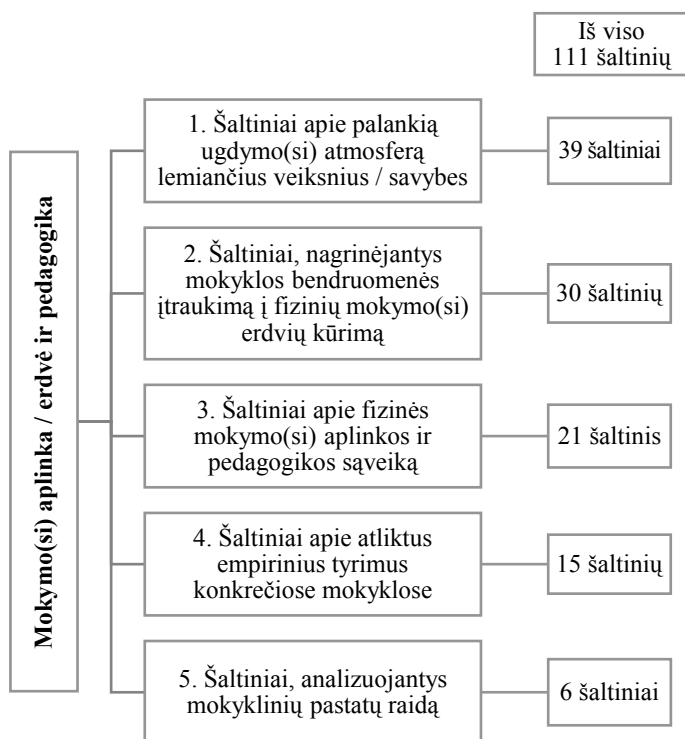 Iš viso
111 šaltinių
Mokymo(si) aplinka / erdvė ir pedagogika
1. Šaltiniai apie palankią
ugdymo(si) atmosferą
lemiančius veiksnius / savybes
39 šaltiniai
2. Šaltiniai, nagrinėjantys
mokyklos bendruomenės
įtraukimą į fizinių mokymo(si)
erdvių kūrimą
30 šaltinių
3. Šaltiniai apie fizinės
mokymo(si) aplinkos ir
pedagogikos sąveiką
21 šaltinis
4. Šaltiniai apie atliktus
empirinius tyrimus
konkrečiose mokyklose
15 šaltinių
5. Šaltiniai, analizuojantys
mokyklinių pastatų raidą
6 šaltiniai